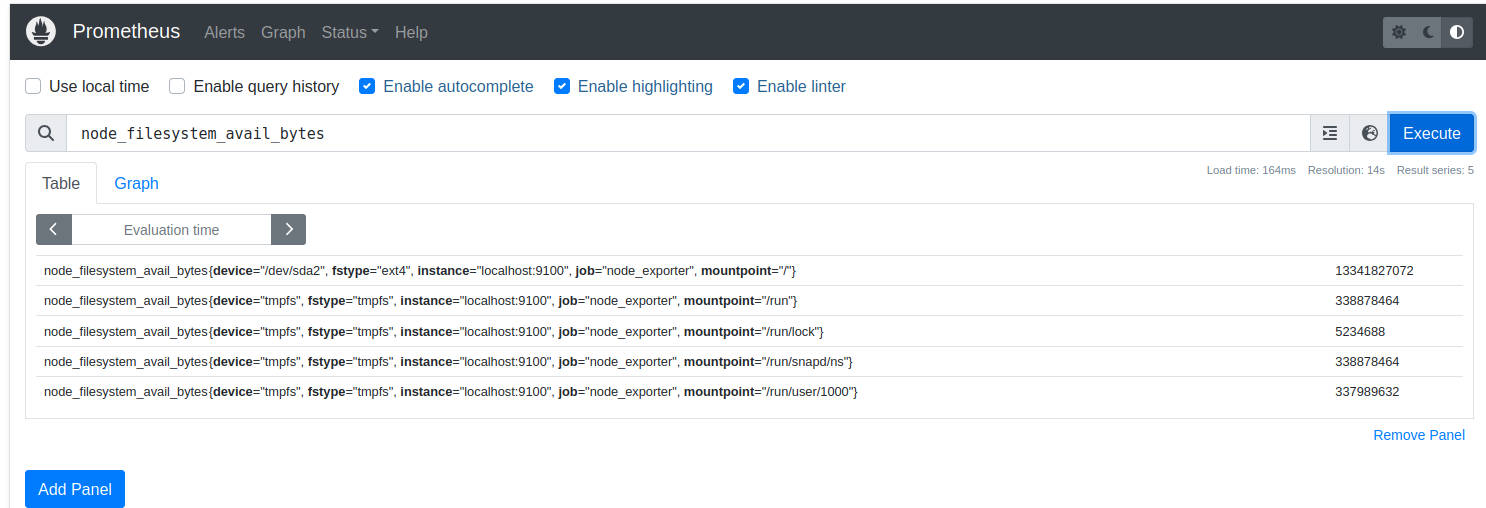 Prometheus Alerts Graph Status Help
Use local time Enable query history Enable autocomplete Enable highlighting Enable linter
node_filesystem_avail_bytes Execute
Table Graph Load time: 164ms Resolution: 14s Result series: 5
Evaluation time
node_filesystem_avail_bytes{device="/dev/sda2", fstype="ext4", instance="localhost:9100", job="node_exporter", mountpoint="/"} 13341827072
node_filesystem_avail_bytes{device="tmpfs", fstype="tmpfs", instance="localhost:9100", job="node_exporter", mountpoint="/run"} 338878464
node_filesystem_avail_bytes{device="tmpfs", fstype="tmpfs", instance="localhost:9100", job="node_exporter", mountpoint="/run/lock"} 5234688
node_filesystem_avail_bytes{device="tmpfs", fstype="tmpfs", instance="localhost:9100", job="node_exporter", mountpoint="/run/snapd/ns"} 338878464
node_filesystem_avail_bytes{device="tmpfs", fstype="tmpfs", instance="localhost:9100", job="node_exporter", mountpoint="/run/user/1000"} 337989632
Remove Panel
Add Panel